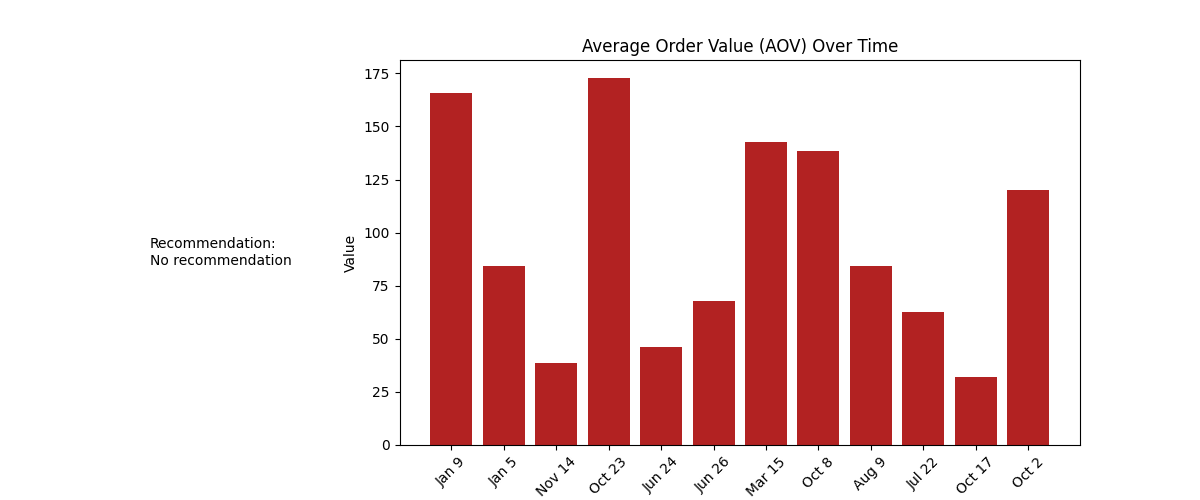 Average Order Value (AOV) Over Time
Recommendation:
No recommendation
Value
175
150
125
100
75
50
25
0
Jan 9
Jan 5
Nov 14
Oct 23
Jun 24
Jun 26
Mar 15
Oct 8
Aug 9
Jul 22
Oct 17
Oct 2